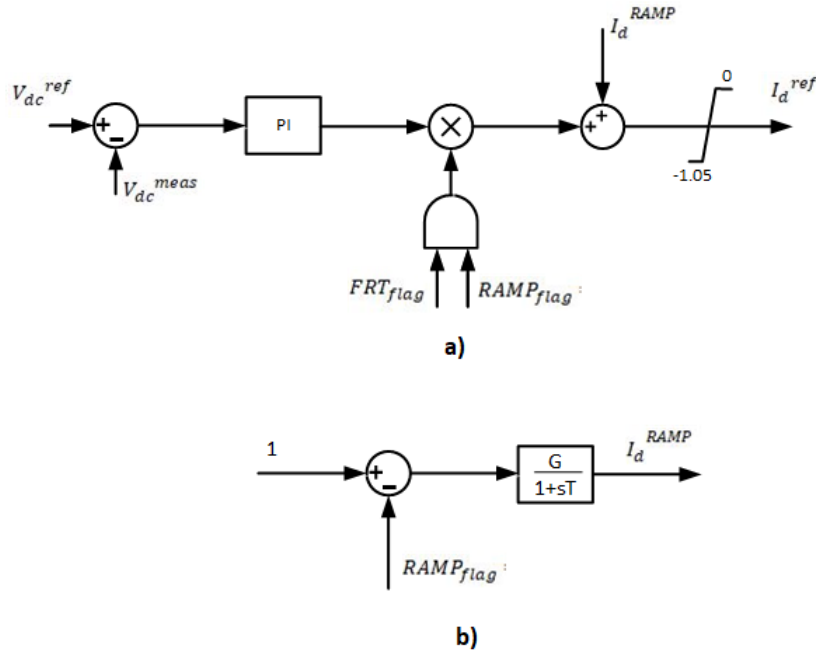 I_d^RAMP
V_dc^ref
+
−
PI
×
+
+
0
I_d^ref
-1.05
V_dc^meas
FRT_flag
RAMP_flag :
a)
1
+
−
G
1+sT
I_d^RAMP
RAMP_flag :
b)